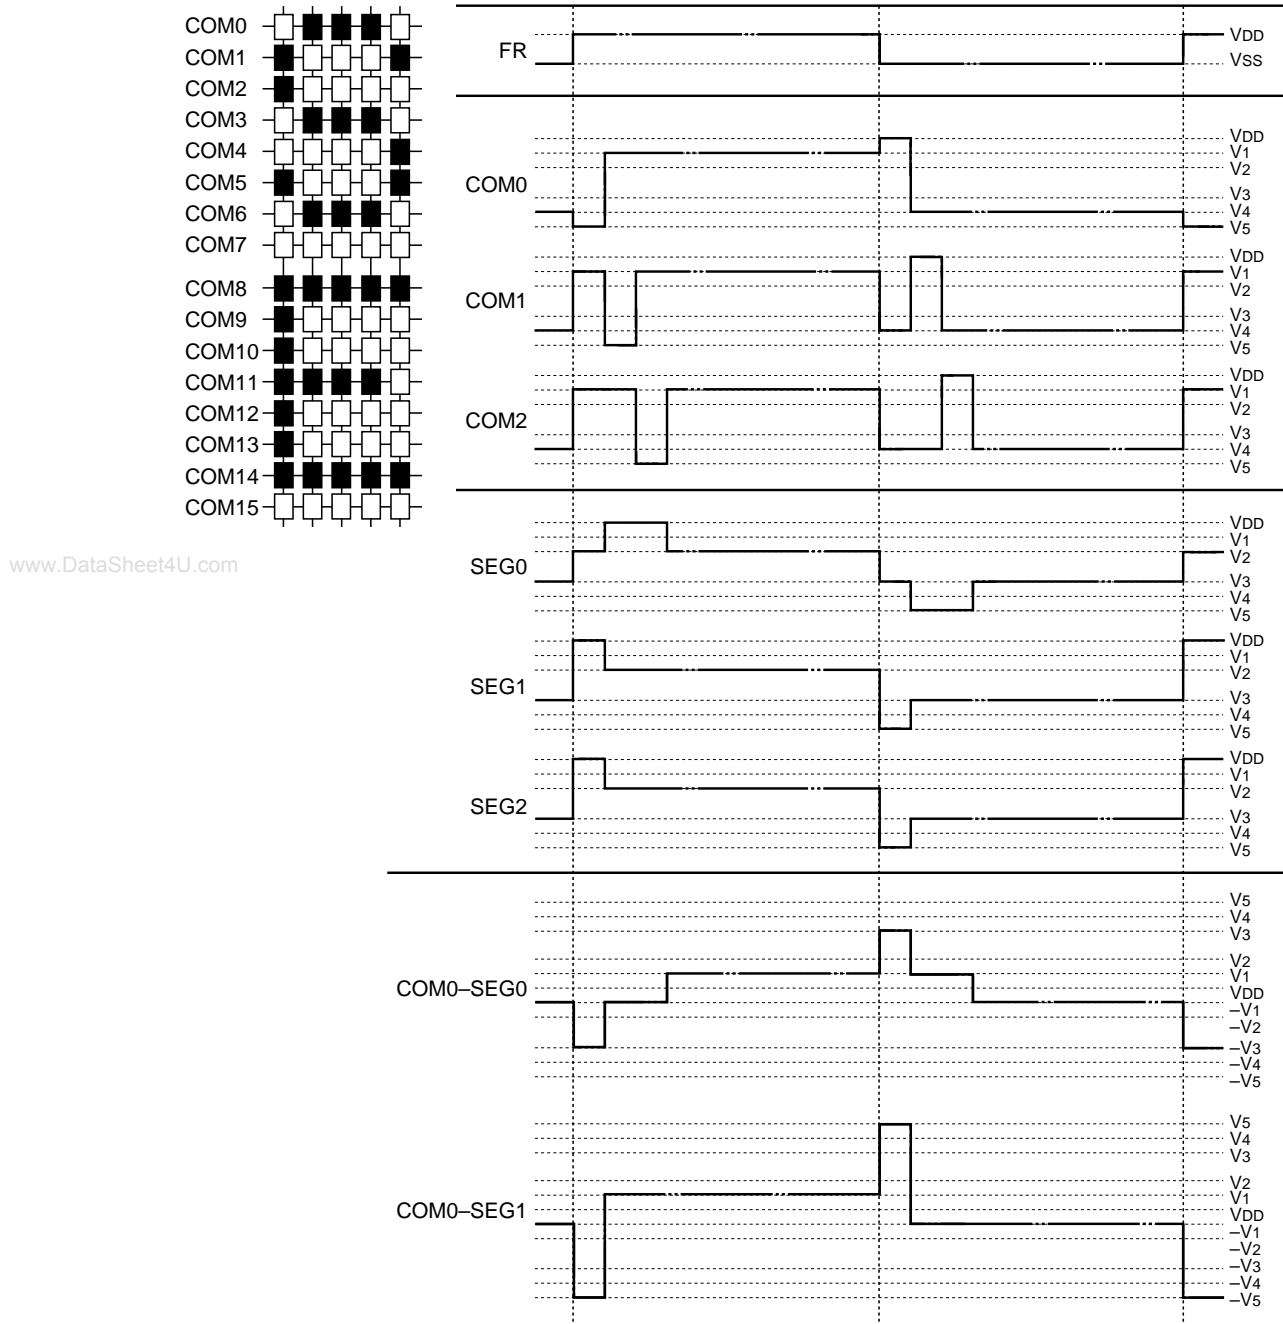 COM0
COM1
COM2
COM3
COM4
COM5
COM6
COM7
COM8
COM9
COM10
COM11
COM12
COM13
COM14
COM15
www.DataSheet4U.com
FR
VDD
VSS
COM0
VDD
V1
V2
V3
V4
V5
COM1
VDD
V1
V2
V3
V4
V5
COM2
VDD
V1
V2
V3
V4
V5
SEG0
VDD
V1
V2
V3
V4
V5
SEG1
VDD
V1
V2
V3
V4
V5
SEG2
VDD
V1
V2
V3
V4
V5
COM0–SEG0
V5
V4
V3
V2
V1
VDD
–V1
–V2
–V3
–V4
–V5
COM0–SEG1
V5
V4
V3
V2
V1
VDD
–V1
–V2
–V3
–V4
–V5